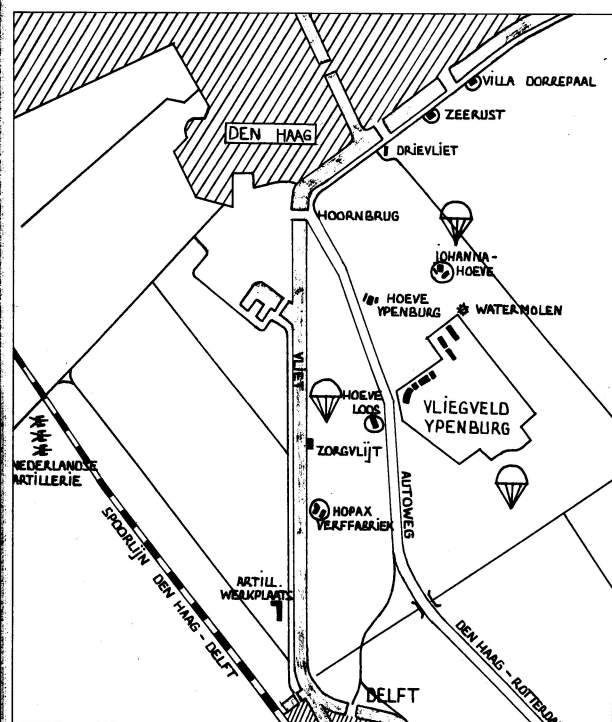 VILLA DORREPAAL
ZEERUST
DEN HAAG
DRIEVLIET
HOORNBRUG
JOHANNA-
HOEVE
HOEVE
YPENBURG
WATERMOLEN
VLIET
HOEVE
LOOS
VLIEGVELD
YPENBURG
ZORGVLIJT
NEDERLANDSE
ARTILLERIE
HOPAX
VERFFABRIEK
AUTOWEG
SPOORLIJN DEN HAAG - DELFT
ARTILL.
WERKPLAATS
DEN HAAG - ROTTERDA
DELFT